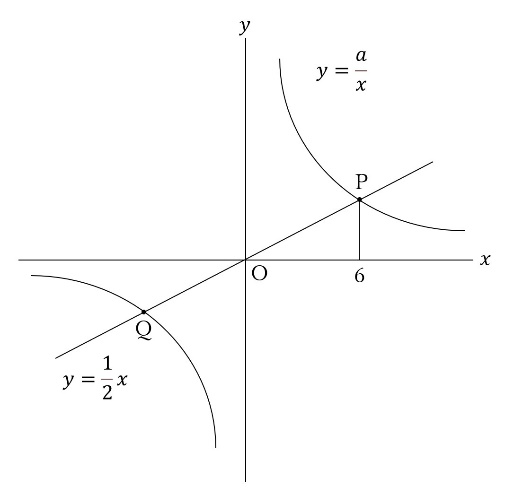 y
y = a/x
P
x
O
6
Q
y = 1/2 x